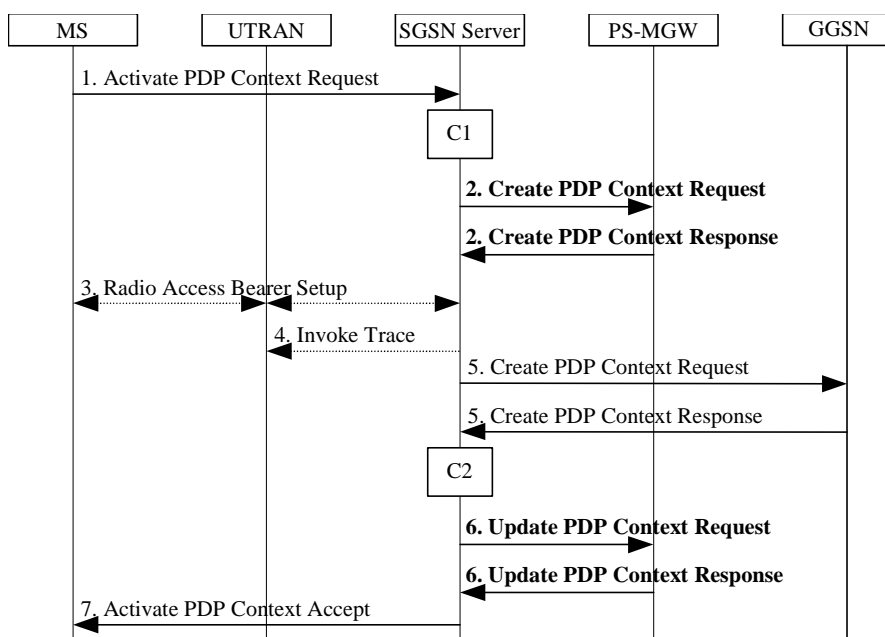 MS UTRAN SGSN Server PS-MGW GGSN
1. Activate PDP Context Request
C1
2. Create PDP Context Request
2. Create PDP Context Response
3. Radio Access Bearer Setup
4. Invoke Trace
5. Create PDP Context Request
5. Create PDP Context Response
C2
6. Update PDP Context Request
6. Update PDP Context Response
7. Activate PDP Context Accept